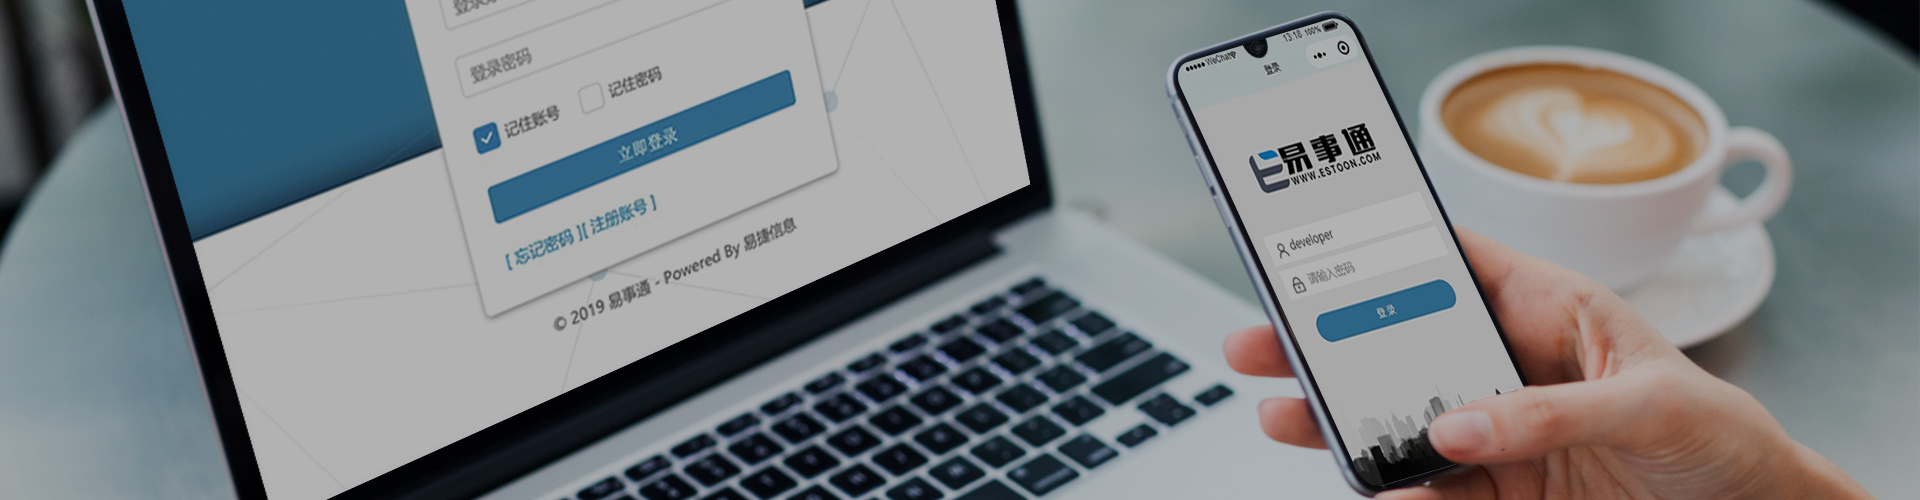 登录密码
记住账号
记住密码
立即登录
[ 忘记密码 ][ 注册账号 ]
© 2019 易事通 - Powered By 易捷信息
WeChat
13:18
100%
登录
易事通
WWW.ESTOON.COM
developer
请输入密码
登录